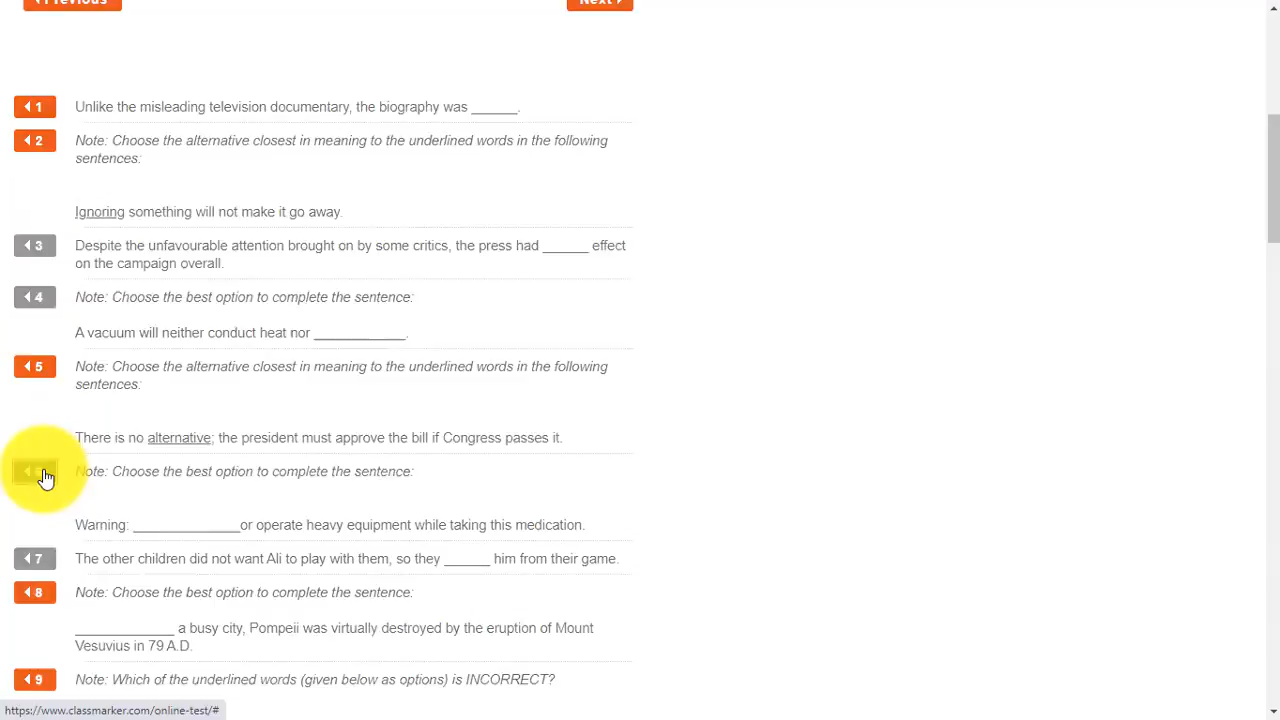 Previous
Next
1 Unlike the misleading television documentary, the biography was ______.
2 Note: Choose the alternative closest in meaning to the underlined words in the following
sentences:
Ignoring something will not make it go away.
3 Despite the unfavourable attention brought on by some critics, the press had ______ effect
on the campaign overall.
4 Note: Choose the best option to complete the sentence:
A vacuum will neither conduct heat nor ____________.
5 Note: Choose the alternative closest in meaning to the underlined words in the following
sentences:
There is no alternative; the president must approve the bill if Congress passes it.
Note: Choose the best option to complete the sentence:
Warning: ______________or operate heavy equipment while taking this medication.
7 The other children did not want Ali to play with them, so they ______ him from their game.
8 Note: Choose the best option to complete the sentence:
_____________ a busy city, Pompeii was virtually destroyed by the eruption of Mount
Vesuvius in 79 A.D.
9 Note: Which of the underlined words (given below as options) is INCORRECT?
https://www.classmarker.com/online-test/#